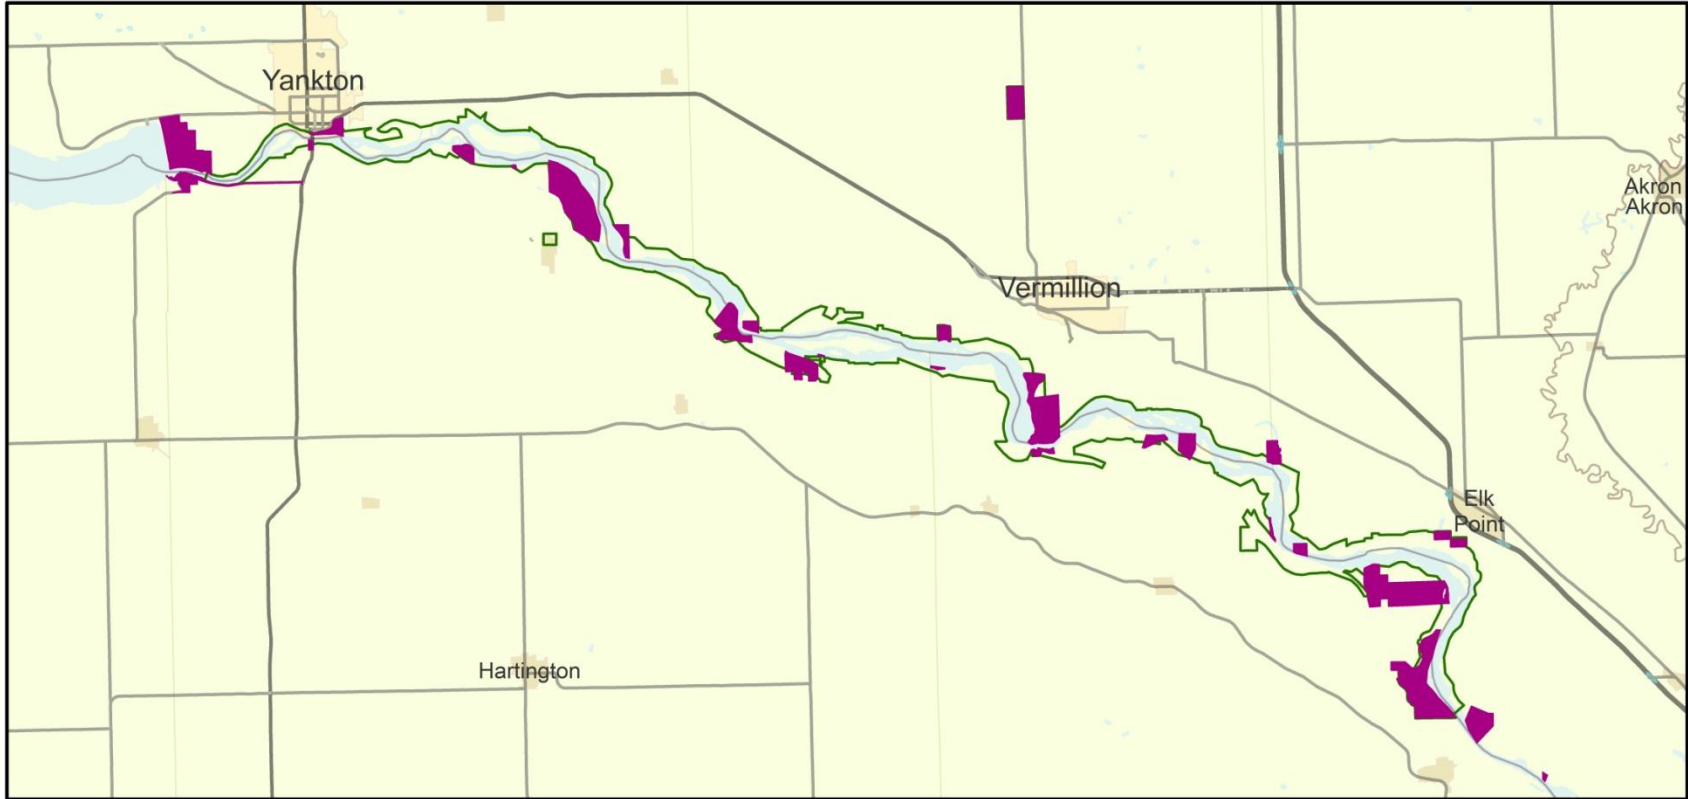 Yankton
Akron
Akron
Vermillion
Elk
Point
Hartington